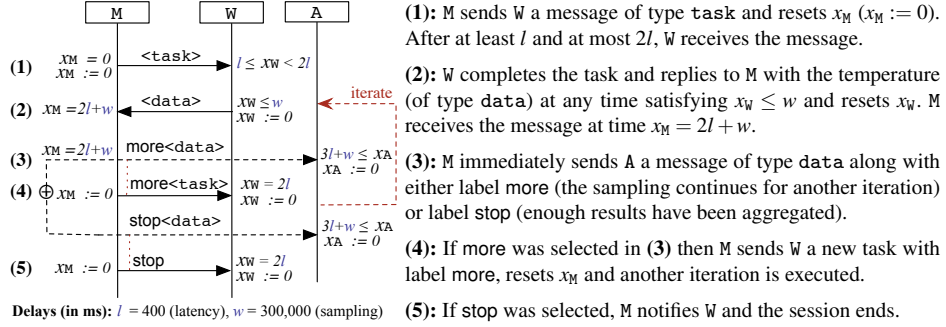 M W A
(1) xM = 0 <task> l ≤ xW < 2l
xM := 0
(2) xM = 2l+w <data> xW ≤ w
xW := 0
iterate
(3) xM = 2l+w more<data> 3l+w ≤ xA
xA := 0
(4) ⊕ xM := 0 more<task> xW = 2l
xW := 0
stop<data> 3l+w ≤ xA
xA := 0
(5) xM := 0 stop xW = 2l
xW := 0
Delays (in ms): l = 400 (latency), w = 300,000 (sampling)
(1): M sends W a message of type task and resets xM (xM := 0).
After at least l and at most 2l, W receives the message.
(2): W completes the task and replies to M with the temperature
(of type data) at any time satisfying xW ≤ w and resets xW. M
receives the message at time xM = 2l + w.
(3): M immediately sends A a message of type data along with
either label more (the sampling continues for another iteration)
or label stop (enough results have been aggregated).
(4): If more was selected in (3) then M sends W a new task with
label more, resets xM and another iteration is executed.
(5): If stop was selected, M notifies W and the session ends.